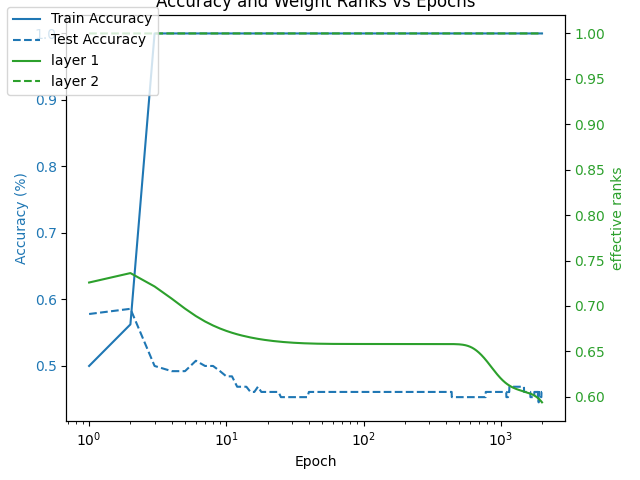 Accuracy and Weight Ranks vs Epochs
Train Accuracy
Test Accuracy
layer 1
layer 2
1.0
0.9
0.8
0.7
0.6
0.5
Accuracy (%)
1.00
0.95
0.90
0.85
0.80
0.75
0.70
0.65
0.60
effective ranks
10⁰
10¹
10²
10³
Epoch